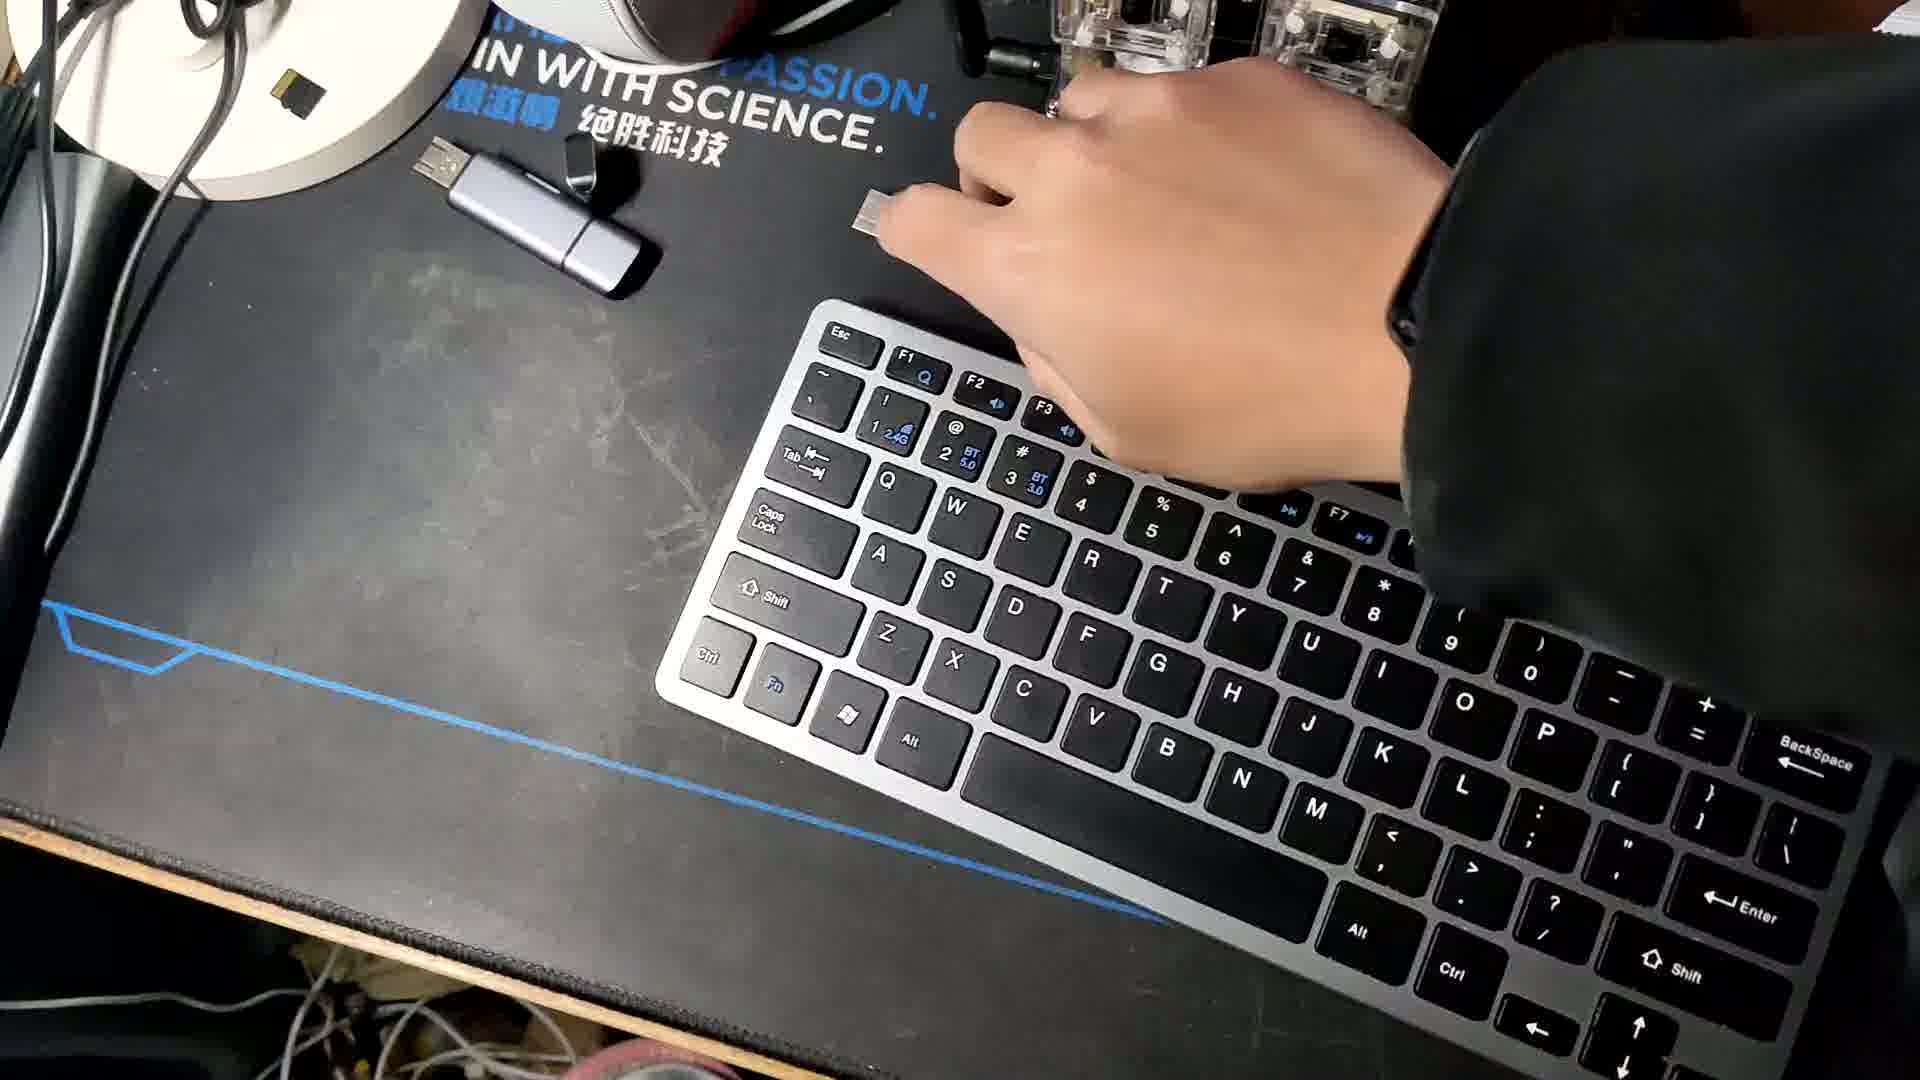 PASSION.
IN WITH SCIENCE.
绝胜科技
Esc
F1
F2
F3
F7
~
`
!
1
2.4G
@
2
BT
5.0
#
3
BT
3.0
$
4
%
5
^
6
&
7
*
8
(
9
)
0
—
-
+
=
BackSpace
Tab
Q
W
E
R
T
Y
U
I
O
P
{
[
}
]
|
\
Caps
Lock
A
S
D
F
G
H
J
K
L
:
;
"
'
Enter
Shift
Z
X
C
V
B
N
M
<
,
>
.
?
/
Shift
Ctrl
Fn
Alt
Alt
Ctrl